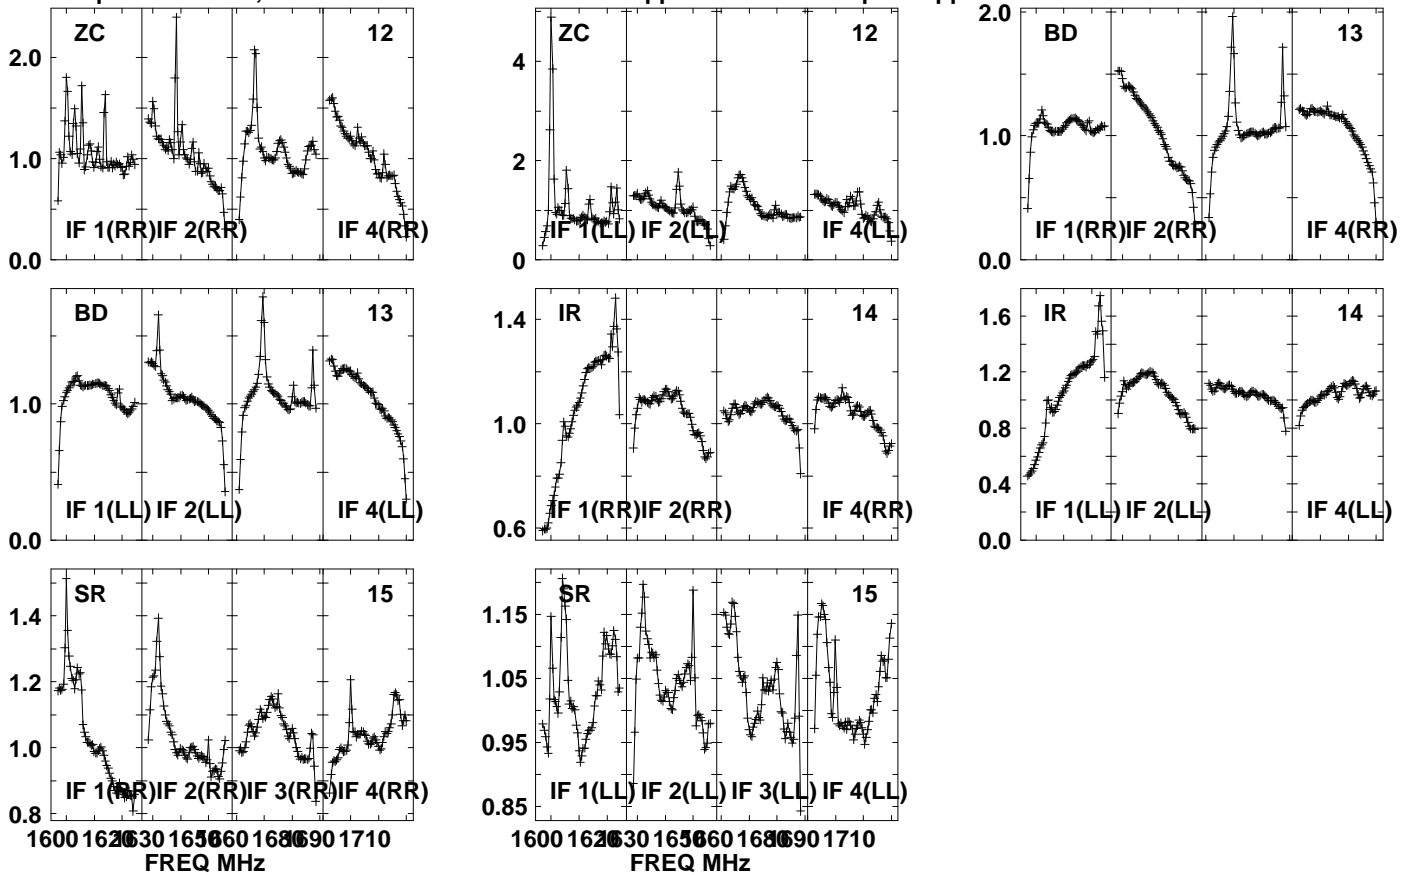 ZC 12 ZC 12 BD 13
2.0 4 2.0
1.0 2 1.0
IF 1(RR) IF 2(RR) IF 4(RR) IF 1(LL) IF 2(LL) IF 4(LL) IF 1(RR) IF 2(RR) IF 4(RR)
0.0 0 0.0
BD 13 IR 14 IR 14
1.4 1.6
1.0 1.0 1.2
0.8
IF 1(LL) IF 2(LL) IF 4(LL) IF 1(RR) IF 2(RR) IF 4(RR) IF 1(LL) IF 2(LL) IF 4(LL)
0.6 0.4
0.0 0.0
SR 15 SR 15
1.4 1.15
1.2 1.05
1.0 0.95
IF 1(RR) IF 2(RR) IF 3(RR) IF 4(RR) IF 1(LL) IF 2(LL) IF 3(LL) IF 4(LL)
0.8 0.85
1600 1620 1630 1650 1660 1680 1690 1710 1600 1620 1630 1650 1660 1680 1690 1710
FREQ MHz FREQ MHz